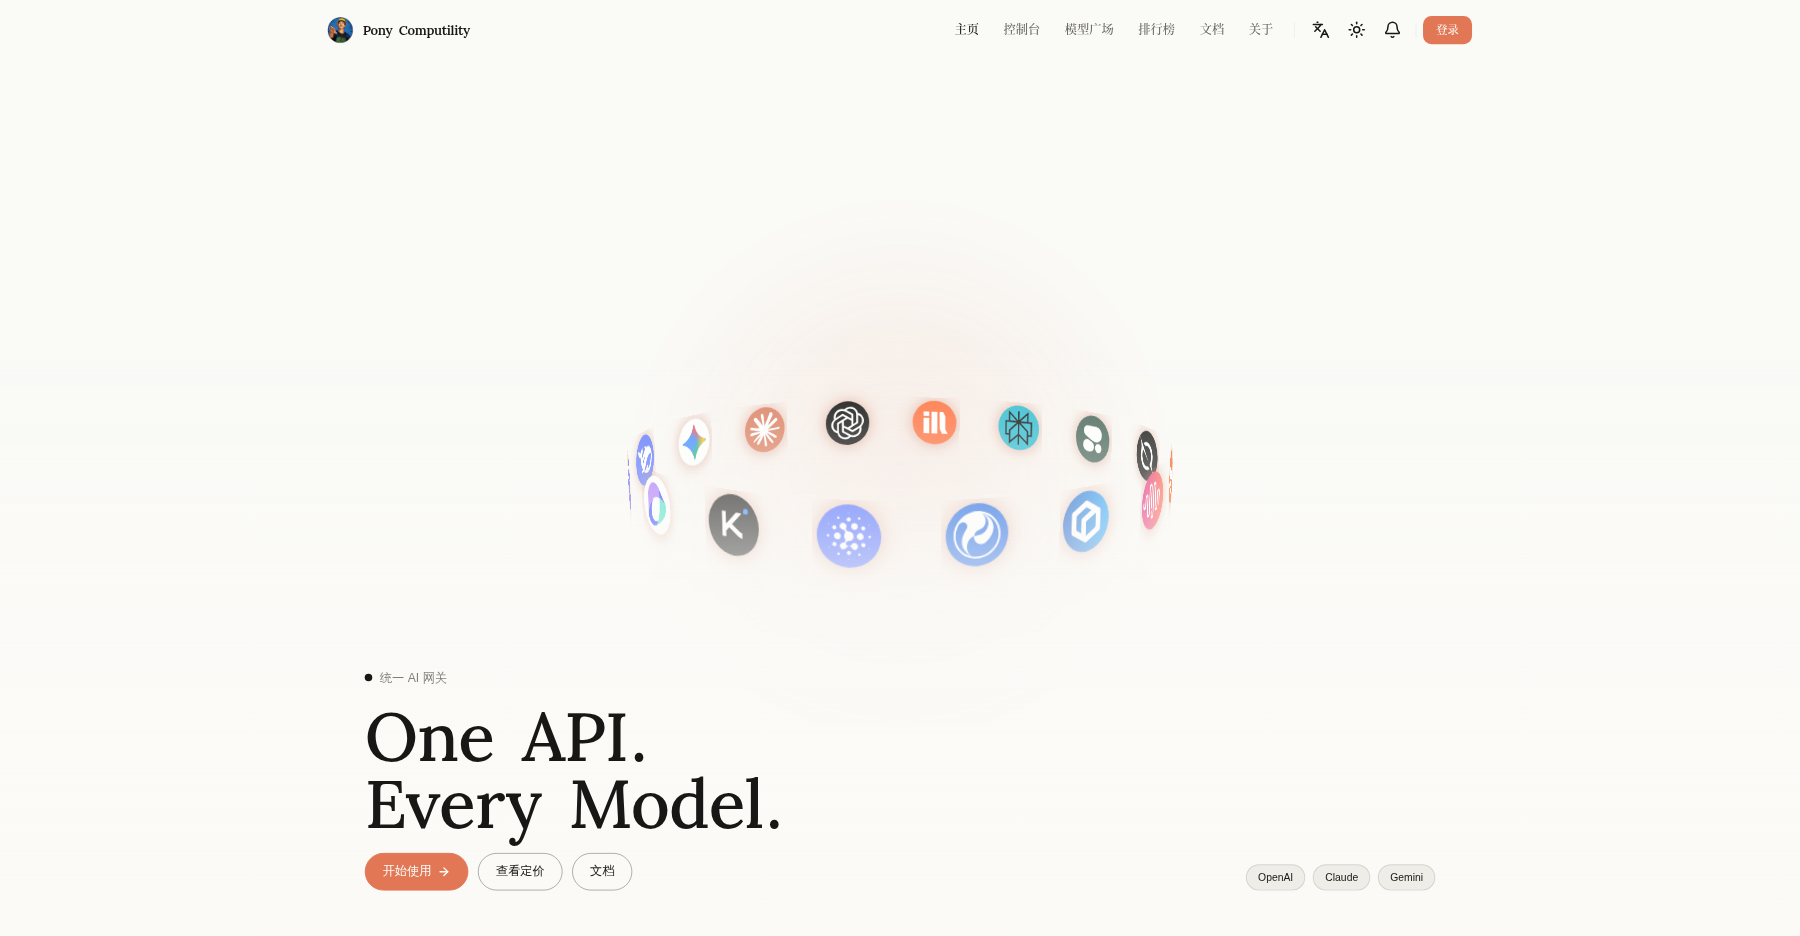 Pony Computility
主页
控制台
模型广场
排行榜
文档
关于
登录
统一 AI 网关
One API.
Every Model.
开始使用
查看定价
文档
OpenAI
Claude
Gemini